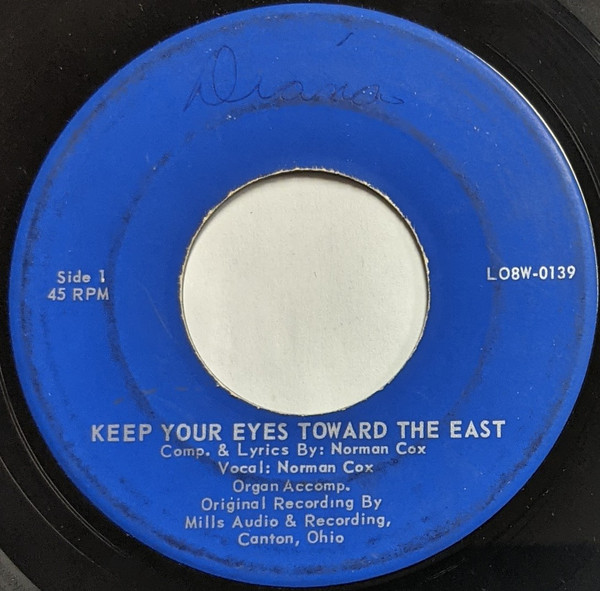 Diana
Side 1
45 RPM
LO8W-0139
KEEP YOUR EYES TOWARD THE EAST
Comp. & Lyrics By: Norman Cox
Vocal: Norman Cox
Organ Accomp.
Original Recording By
Mills Audio & Recording,
Canton, Ohio